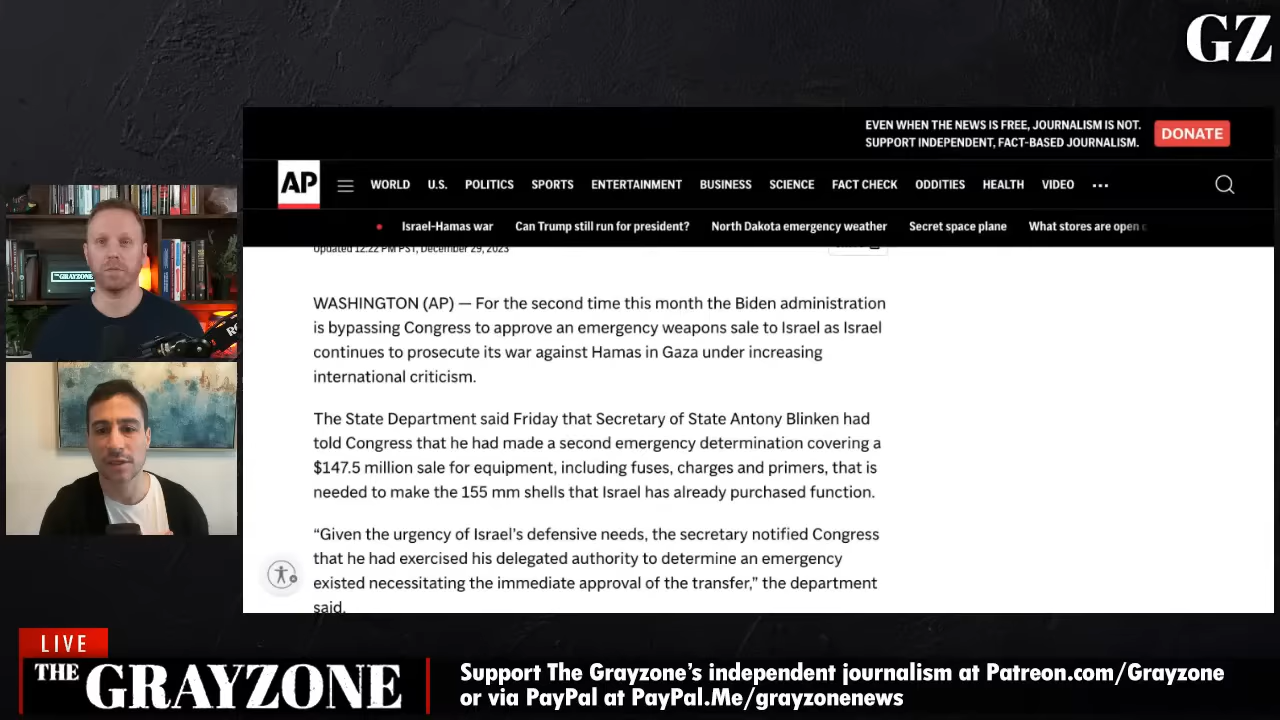 GZ
EVEN WHEN THE NEWS IS FREE, JOURNALISM IS NOT.
SUPPORT INDEPENDENT, FACT-BASED JOURNALISM.
DONATE
AP
WORLD U.S. POLITICS SPORTS ENTERTAINMENT BUSINESS SCIENCE FACT CHECK ODDITIES HEALTH VIDEO
Israel-Hamas war Can Trump still run for president? North Dakota emergency weather Secret space plane What stores are open
Updated 12:22 PM PST, December 29, 2023
WASHINGTON (AP) — For the second time this month the Biden administration
is bypassing Congress to approve an emergency weapons sale to Israel as Israel
continues to prosecute its war against Hamas in Gaza under increasing
international criticism.
The State Department said Friday that Secretary of State Antony Blinken had
told Congress that he had made a second emergency determination covering a
$147.5 million sale for equipment, including fuses, charges and primers, that is
needed to make the 155 mm shells that Israel has already purchased function.
“Given the urgency of Israel’s defensive needs, the secretary notified Congress
that he had exercised his delegated authority to determine an emergency
existed necessitating the immediate approval of the transfer,” the department
said.
THE GRAYZONE
LIVE
THE GRAYZONE
Support The Grayzone’s independent journalism at Patreon.com/Grayzone
or via PayPal at PayPal.Me/grayzonenews